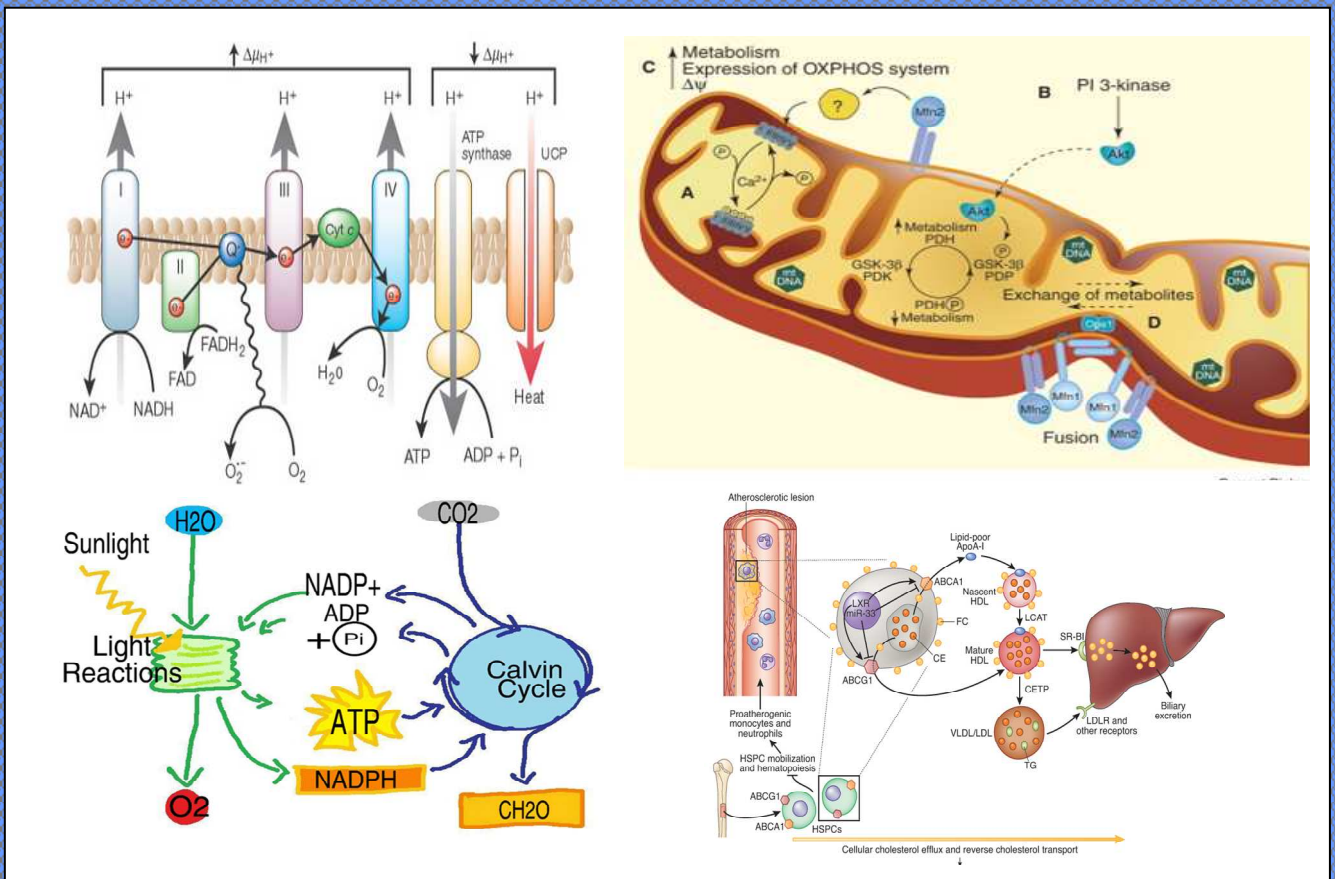 ↑ΔμH+
↓ΔμH+
H+
H+
H+
H+
H+
ATP
synthase
UCP
I
III
IV
II
e-
Q
e-
Cyt c
e-
e-
FADH2
FAD
NAD+
NADH
H2O
O2
O2·-
O2
ATP
ADP + Pi
Heat
C
Metabolism
Expression of OXPHOS system
Δψ
?
Mfn2
B
PI 3-kinase
Akt
A
P
Ca2+
P
Akt
Metabolism
PDH
P
GSK-3β
PDK
GSK-3β
PDP
PDH P
Metabolism
mt
DNA
mt
DNA
mt
DNA
mt
DNA
Exchange of metabolites
D
Opa1
Mfn2
Mfn1
Mfn1
Mfn2
Fusion
H2O
CO2
Sunlight
NADP+
ADP
+ Pi
Light
Reactions
Calvin
Cycle
ATP
NADPH
O2
CH2O
Atherosclerotic lesion
Lipid-poor
ApoA-I
ABCA1
Nascent
HDL
LXR
miR-33
FC
LCAT
CE
Mature
HDL
SR-BI
ABCG1
CETP
Biliary
excretion
LDLR and
other receptors
VLDL/LDL
TG
Proatherogenic
monocytes and
neutrophils
HSPC mobilization
and hematopoiesis
ABCG1
ABCA1
HSPCs
Cellular cholesterol efflux and reverse cholesterol transport